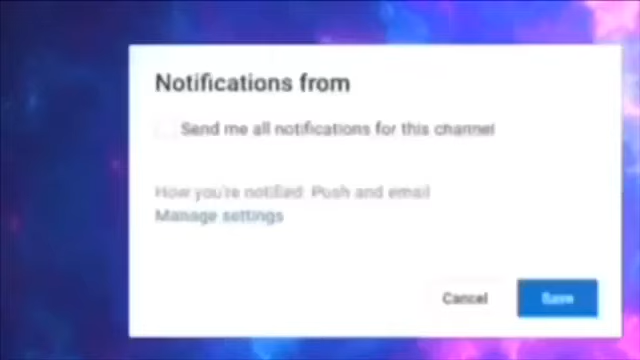 Notifications from
Send me all notifications for this channel
How you're notified: Push and email
Manage settings
Cancel
Save